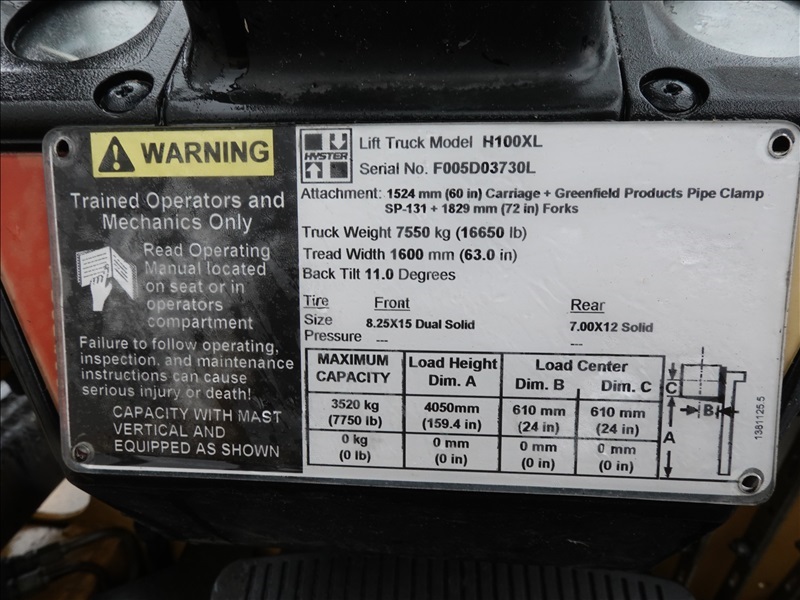 WARNING
Trained Operators and
Mechanics Only
Read Operating
Manual located
on seat or in
operators
compartment
Failure to follow operating,
inspection, and maintenance
instructions can cause
serious injury or death!
CAPACITY WITH MAST
VERTICAL AND
EQUIPPED AS SHOWN
HYSTER
Lift Truck Model H100XL
Serial No. F005D03730L
Attachment: 1524 mm (60 in) Carriage + Greenfield Products Pipe Clamp
SP-131 + 1829 mm (72 in) Forks
Truck Weight 7550 kg (16650 lb)
Tread Width 1600 mm (63.0 in)
Back Tilt 11.0 Degrees
Tire Front Rear
Size 8.25X15 Dual Solid 7.00X12 Solid
Pressure --- ---
MAXIMUM CAPACITY Load Height Dim. A Load Center Dim. B Dim. C
3520 kg (7750 lb) 4050mm (159.4 in) 610 mm (24 in) 610 mm (24 in)
0 kg (0 lb) 0 mm (0 in) 0 mm (0 in) 0 mm (0 in)
C
B
A
1381125.5